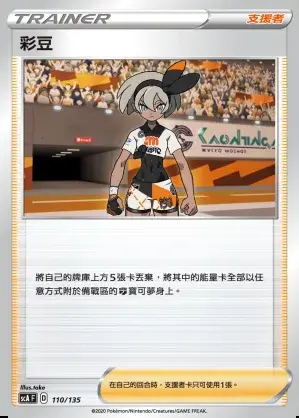 TRAINER
支援者
彩豆
將自己的牌庫上方5張卡丟棄，將其中的能量卡全部以任
意方式附於備戰區的寶可夢身上。
Illus.take
scA F D 110/135
在自己的回合時，支援者卡只可使用1張。
©2020 Pokémon/Nintendo/Creatures/GAME FREAK.